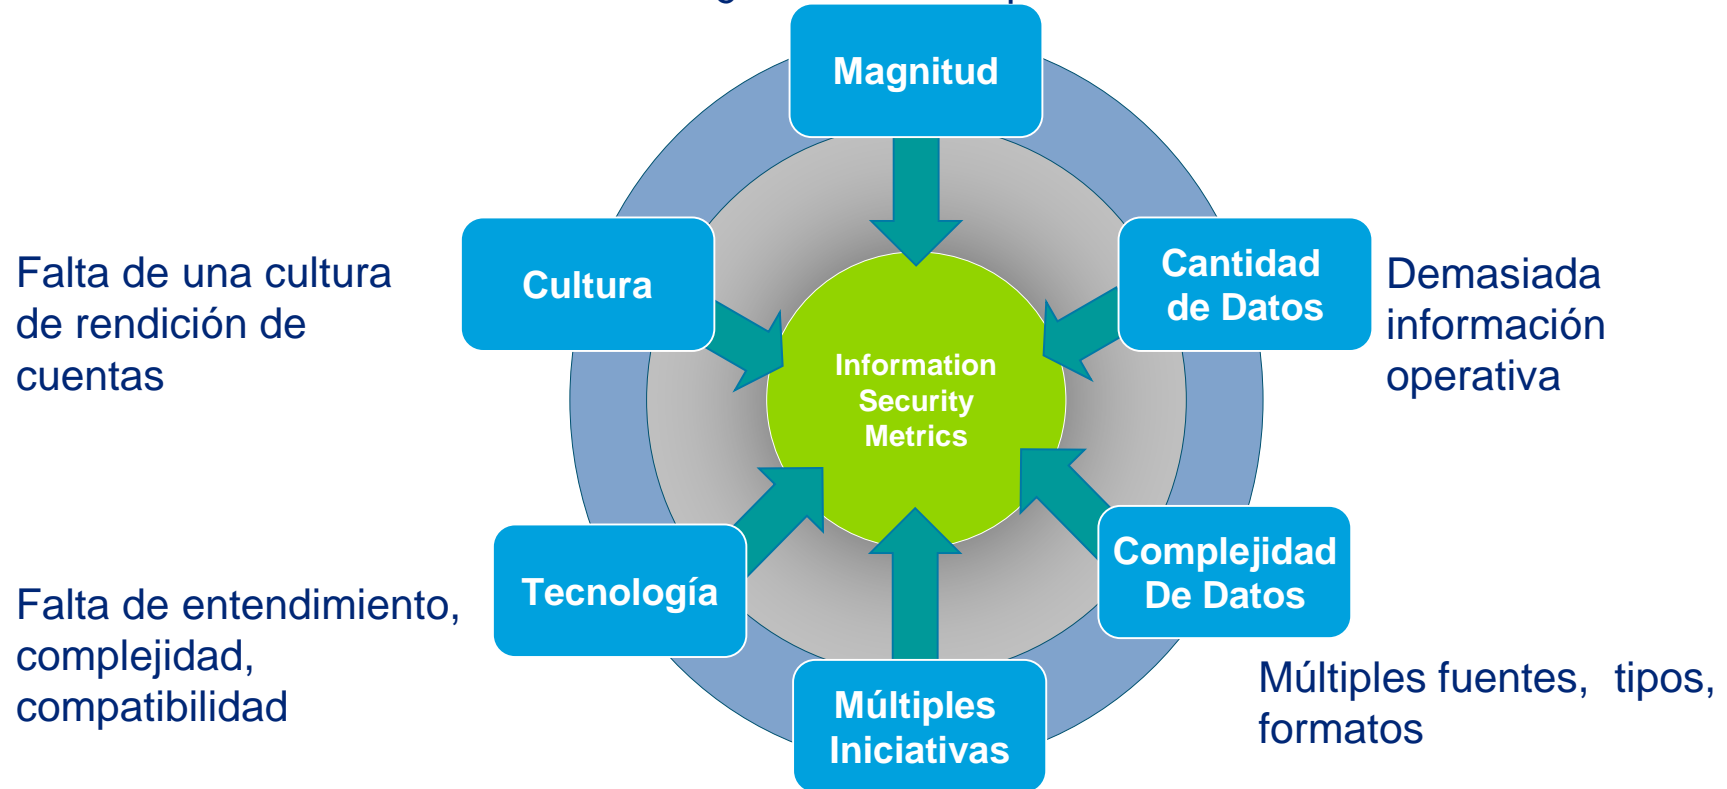 Magnitud
Cultura
Falta de una cultura
de rendición de
cuentas
Cantidad
de Datos
Demasiada
información
operativa
Information
Security
Metrics
Tecnología
Falta de entendimiento,
complejidad,
compatibilidad
Complejidad
De Datos
Múltiples fuentes, tipos,
formatos
Múltiples
Iniciativas